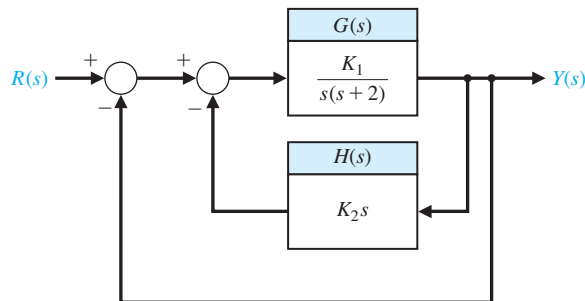 G(s)
R(s) + − + − K₁/(s(s + 2)) Y(s)
H(s)
K₂s